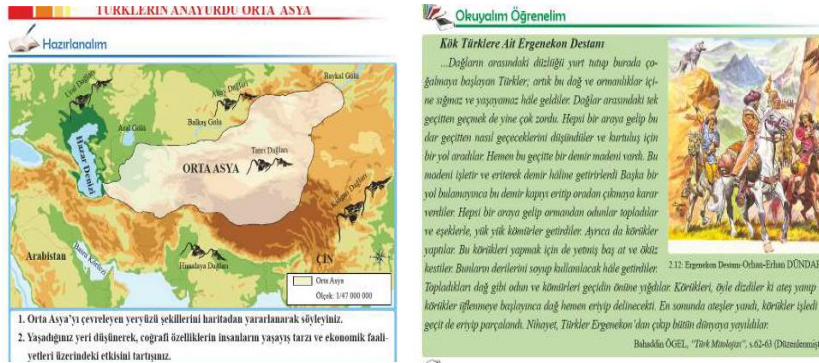 TÜRKLERİN ANAYURDU ORTA ASYA
Hazırlanalım
Ural Dağları
Altay Dağları
Baykal Gölü
Aral Gölü
Balkaş Gölü
Hazar Denizi
Tanrı Dağları
ORTA ASYA
Kadırgan Dağları
Arabistan
Basra Körfezi
Himalaya Dağları
ÇİN
Orta Asya
Ölçek: 1/47 000 000
1. Orta Asya'yı çevreleyen yeryüzü şekillerini haritadan yararlanarak söyleyiniz.
2. Yaşadığınız yeri düşünerek, coğrafi özelliklerin insanların yaşayış tarzı ve ekonomik faali-
yetleri üzerindeki etkisini tartışınız.
Okuyalım Öğrenelim
Kök Türklere Ait Ergenekon Destanı
...Dağların arasındaki düzlüğü yurt tutup burada ço-
ğalmaya başlayan Türkler; artık bu dağ ve ormanlıklar içi-
ne sığmaz ve yaşayamaz hâle geldiler. Dağlar arasındaki tek
geçitten geçmek de yine çok zordu. Hepsi bir araya gelip bu
dar geçitten nasıl geçeceklerini düşündüler ve kurtuluş için
bir yol aradılar. Hemen bu geçitte bir demir madeni vardı. Bu
madeni işletir ve eriterek demir hâline getirirlerdi. Başka bir
yol bulamayınca bu demir kapıyı eritip oradan çıkmaya karar
verdiler. Hepsi bir araya gelip ormandan odunlar topladılar
ve eşeklerle, yük yük kömürler getirdiler. Ayrıca da körükler
yaptılar. Bu körükleri yapmak için de yetmiş baş at ve öküz
kestiler. Bunların derilerini soyup kullanılacak hâle getirdiler.
2.12: Ergenekon Destanı-Orhan-Erhan DÜNDAR
Topladıkları dağ gibi odun ve kömürleri geçidin önüne yığdılar. Körükleri, öyle dizdiler ki ateş yanıp
körükler üflenmeye başlayınca dağ hemen eriyip delinecekti. En sonunda ateşler yandı, körükler işledi
geçit de eriyip parçalandı. Nihayet, Türkler Ergenekon'dan çıkıp bütün dünyaya yayıldılar.
Bahaddin ÖGEL, "Türk Mitolojisi", s.62-63 (Düzenlenmişt